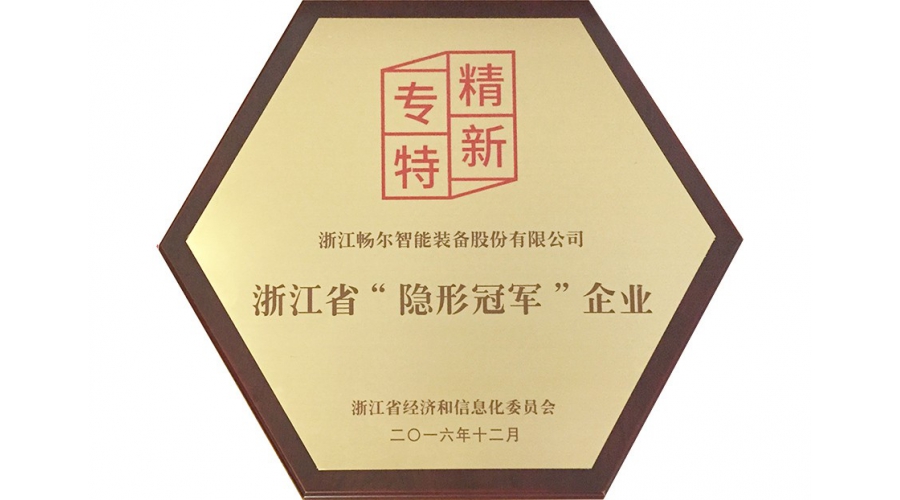 专精
特新
浙江畅尔智能装备股份有限公司
浙江省“隐形冠军”企业
浙江省经济和信息化委员会
二〇一六年十二月